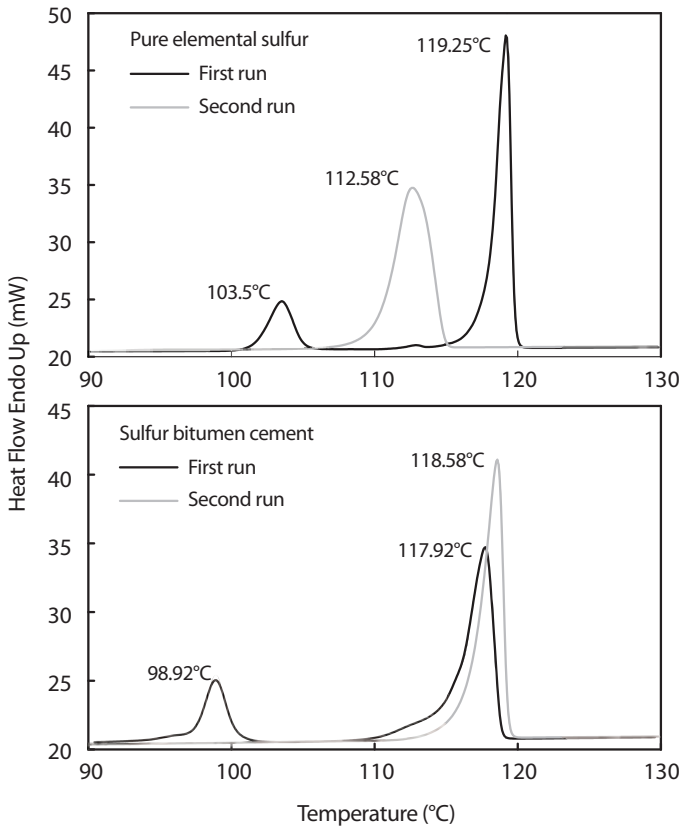 Heat Flow Endo Up (mW)
50
45
40
35
30
25
20
Pure elemental sulfur
First run
Second run
119.25°C
112.58°C
103.5°C
90 100 110 120 130
45
40
35
30
25
20
Sulfur bitumen cement
First run
Second run
118.58°C
117.92°C
98.92°C
90 100 110 120 130
Temperature (°C)